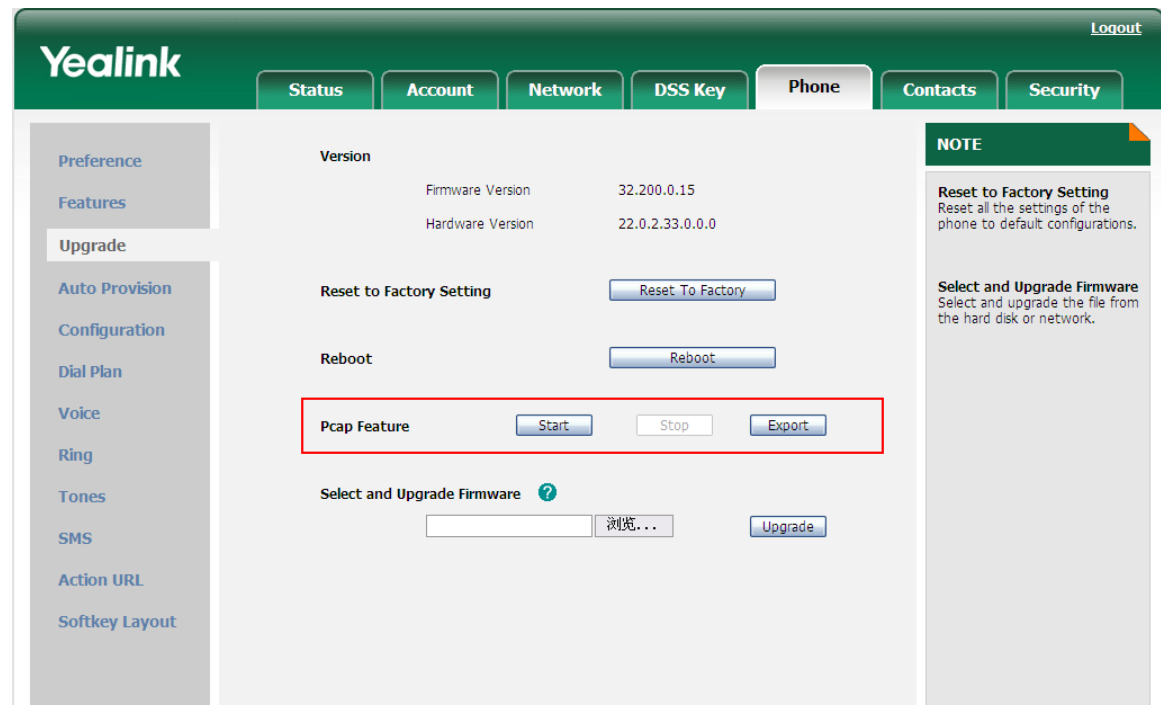 Logout
Yealink
Status
Account
Network
DSS Key
Phone
Contacts
Security
Preference
Features
Upgrade
Auto Provision
Configuration
Dial Plan
Voice
Ring
Tones
SMS
Action URL
Softkey Layout
Version
Firmware Version 32.200.0.15
Hardware Version 22.0.2.33.0.0.0
Reset to Factory Setting Reset To Factory
Reboot Reboot
Pcap Feature Start Stop Export
Select and Upgrade Firmware ?
浏览... Upgrade
NOTE
Reset to Factory Setting
Reset all the settings of the
phone to default configurations.
Select and Upgrade Firmware
Select and upgrade the file from
the hard disk or network.